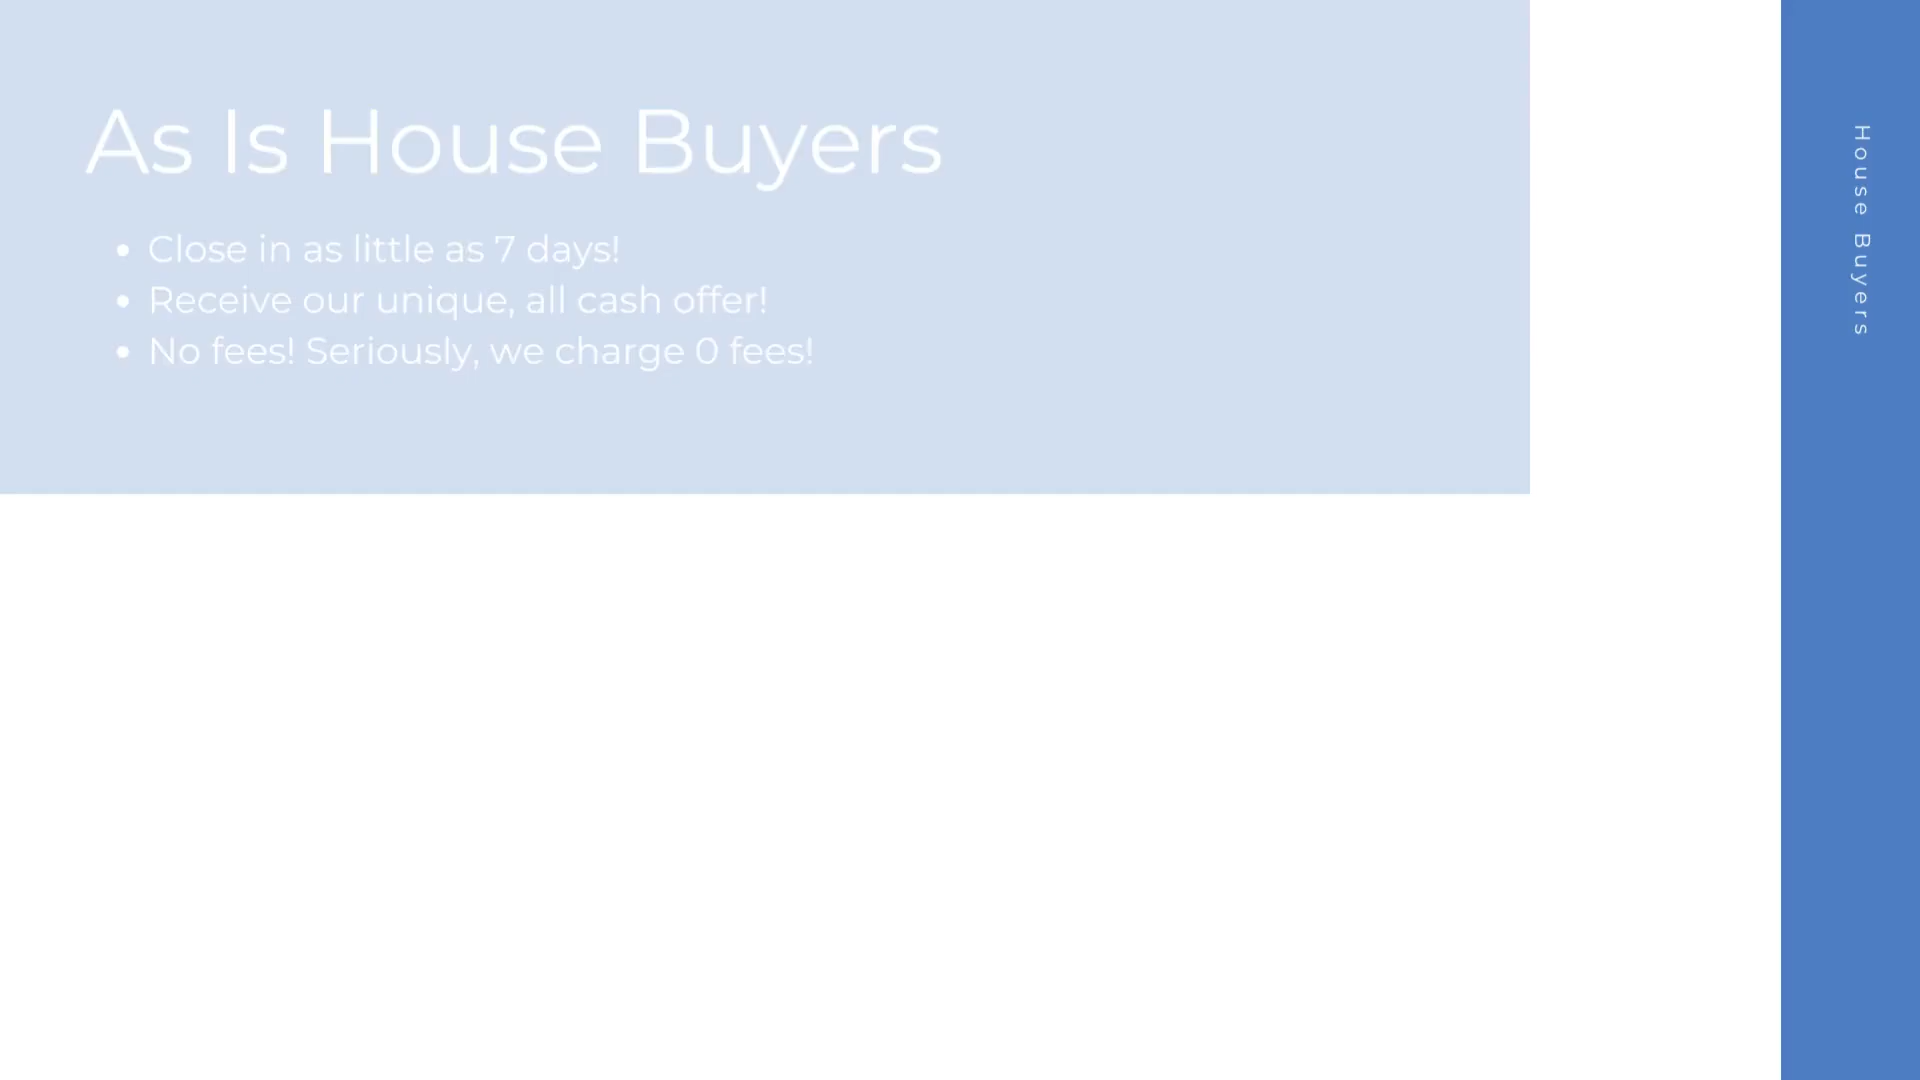 As Is House Buyers
• Close in as little as 7 days!
• Receive our unique, all cash offer!
• No fees! Seriously, we charge 0 fees!
House Buyers